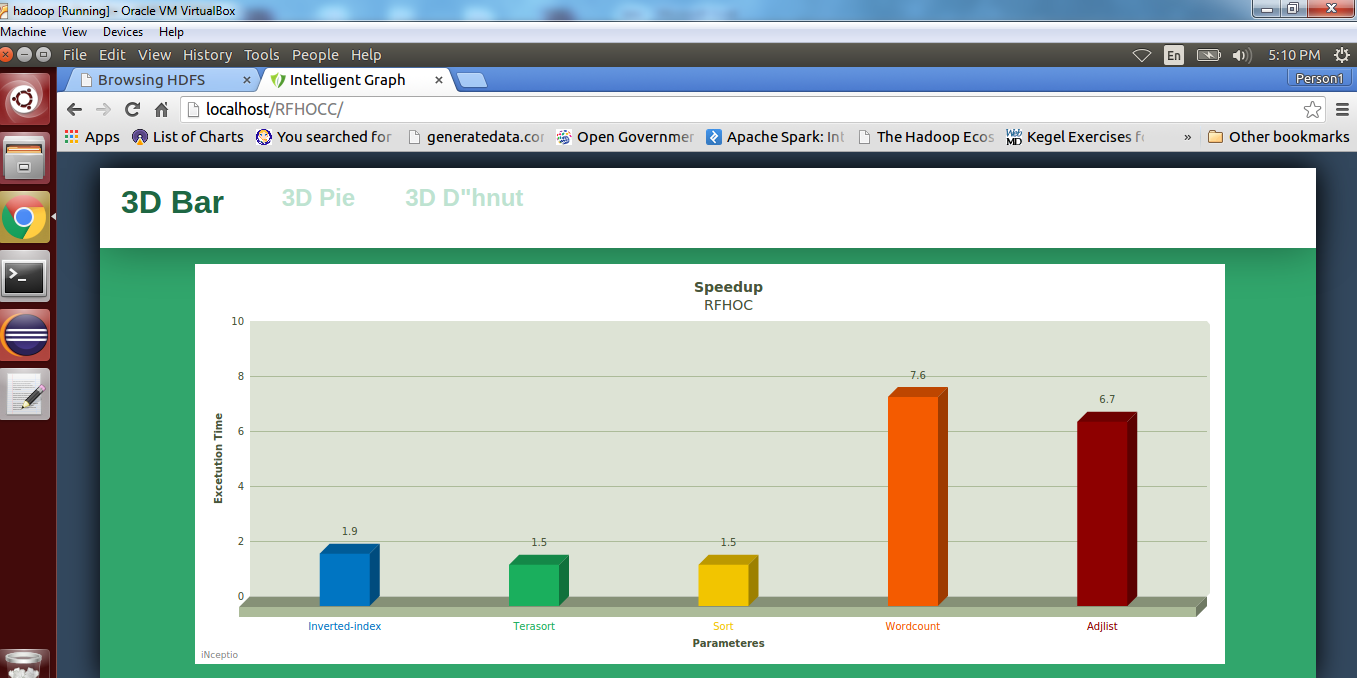 hadoop [Running] - Oracle VM VirtualBox
Machine View Devices Help
File Edit View History Tools People Help
En 5:10 PM
Browsing HDFS Intelligent Graph Person1
localhost/RFHOCC/
Apps List of Charts You searched for generatedata.co Open Governmer Apache Spark: Int The Hadoop Ecos Web MD Kegel Exercises f » Other bookmarks
3D Bar 3D Pie 3D D"hnut
Speedup
RFHOC
10
8
6
4
2
0
Excetution Time
1.9
1.5
1.5
7.6
6.7
Inverted-index Terasort Sort Wordcount Adjlist
Parameteres
iNceptio